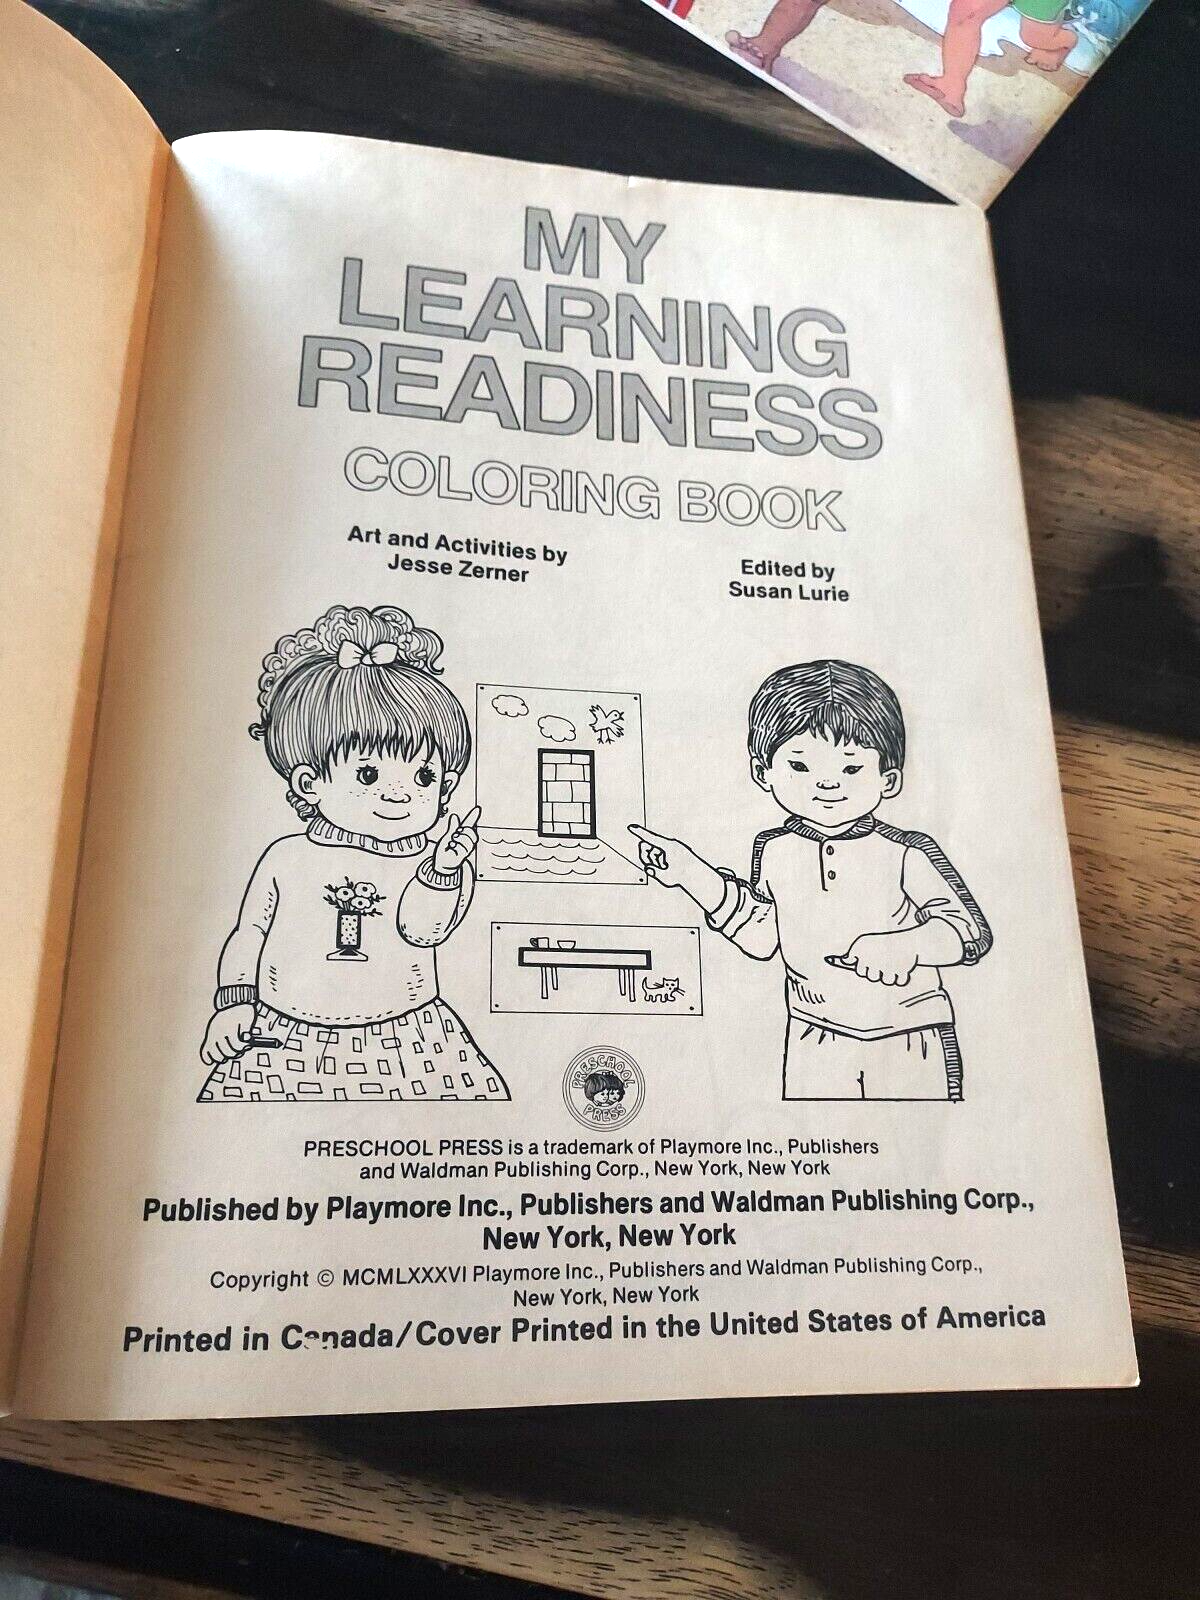 MY
LEARNING
READINESS
COLORING BOOK
Art and Activities by
Jesse Zerner
Edited by
Susan Lurie
PRESCHOOL
PRESS
PRESCHOOL PRESS is a trademark of Playmore Inc., Publishers
and Waldman Publishing Corp., New York, New York
Published by Playmore Inc., Publishers and Waldman Publishing Corp.,
New York, New York
Copyright © MCMLXXXVI Playmore Inc., Publishers and Waldman Publishing Corp.,
New York, New York
Printed in Canada/Cover Printed in the United States of America